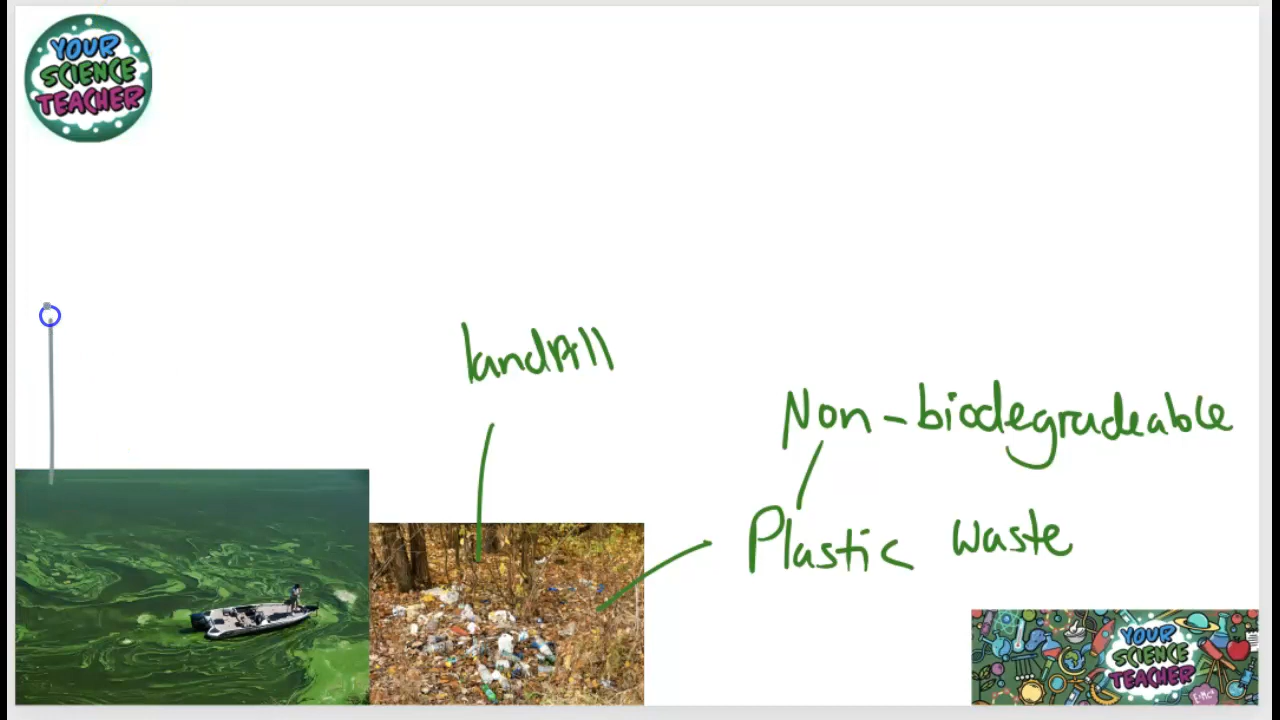 YOUR
SCIENCE
TEACHER
landfill
Non-biodegradeable
Plastic waste
YOUR
SCIENCE
TEACHER